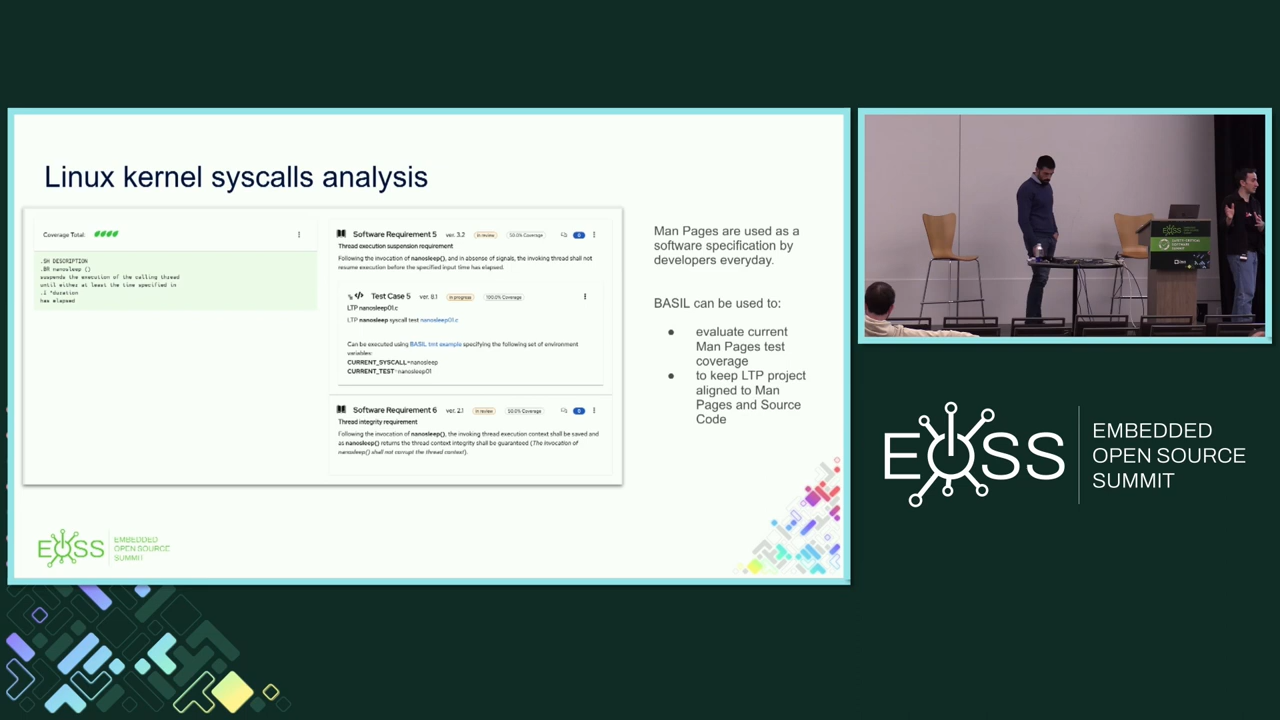 Linux kernel syscalls analysis
Coverage Total:
.SH DESCRIPTION
.BR nanosleep ()
suspends the execution of the calling thread
until either at least the time specified in
.I *duration
has elapsed
Software Requirement 5 ver. 3.2 In review 50.0% Coverage 0
Thread execution suspension requirement
Following the invocation of nanosleep(), and in absence of signals, the invoking thread shall not
resume execution before the specified input time has elapsed.
Test Case 5 ver. 8.1 In progress 100.0% Coverage
LTP nanosleep01.c
LTP nanosleep syscall test nanosleep01.c
Can be executed using BASIL tmt example specifying the following set of environment
variables:
CURRENT_SYSCALL=nanosleep
CURRENT_TEST=nanosleep01
Software Requirement 6 ver. 2.1 In review 50.0% Coverage 0
Thread integrity requirement
Following the invocation of nanosleep(), the invoking thread execution context shall be saved and
as nanosleep() returns the thread context integrity shall be guaranteed (The invocation of
nanosleep() shall not corrupt the thread context).
Man Pages are used as a
software specification by
developers everyday.
BASIL can be used to:
● evaluate current
Man Pages test
coverage
● to keep LTP project
aligned to Man
Pages and Source
Code
EOSS
EMBEDDED
OPEN SOURCE
SUMMIT
EOSS
EMBEDDED
OPEN SOURCE
SUMMIT